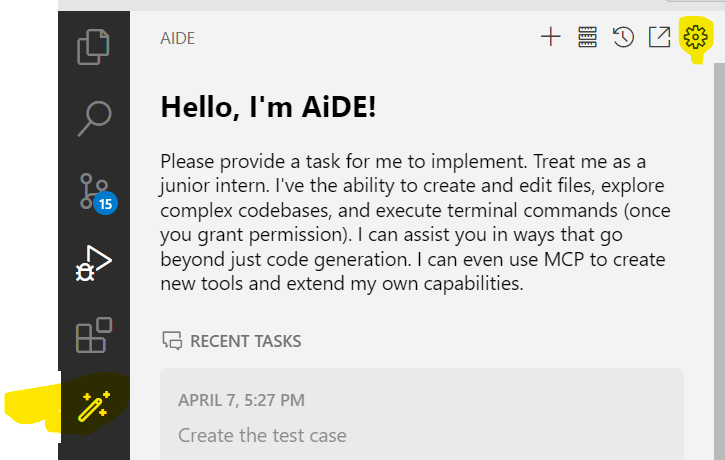 AIDE
Hello, I'm AiDE!
Please provide a task for me to implement. Treat me as a
junior intern. I've the ability to create and edit files, explore
complex codebases, and execute terminal commands (once
you grant permission). I can assist you in ways that go
beyond just code generation. I can even use MCP to create
new tools and extend my own capabilities.
15
RECENT TASKS
APRIL 7, 5:27 PM
Create the test case